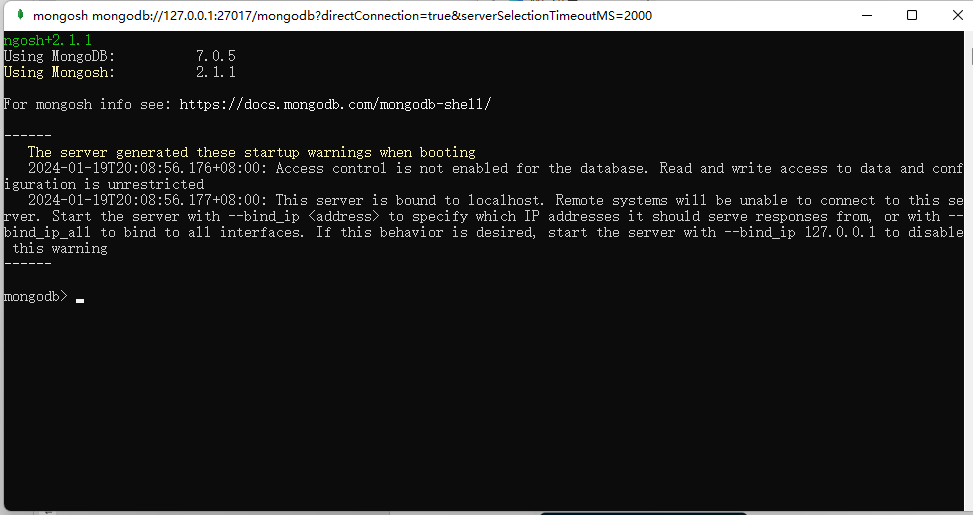 mongosh mongodb://127.0.0.1:27017/mongodb?directConnection=true&serverSelectionTimeoutMS=2000
ngosh+2.1.1
Using MongoDB: 7.0.5
Using Mongosh: 2.1.1
For mongosh info see: https://docs.mongodb.com/mongodb-shell/
------
The server generated these startup warnings when booting
2024-01-19T20:08:56.176+08:00: Access control is not enabled for the database. Read and write access to data and conf
iguration is unrestricted
2024-01-19T20:08:56.177+08:00: This server is bound to localhost. Remote systems will be unable to connect to this se
rver. Start the server with --bind_ip <address> to specify which IP addresses it should serve responses from, or with --
bind_ip_all to bind to all interfaces. If this behavior is desired, start the server with --bind_ip 127.0.0.1 to disable
this warning
------
mongodb>